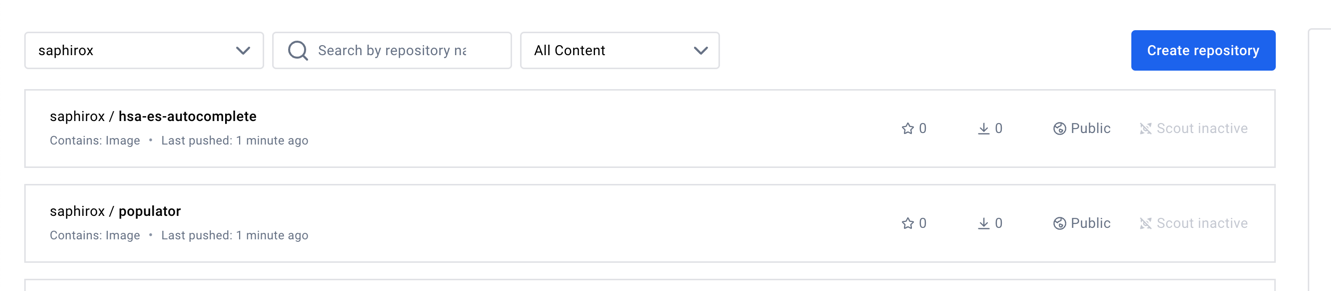 saphirox
Search by repository na
All Content
Create repository
saphirox / hsa-es-autocomplete
Contains: Image • Last pushed: 1 minute ago
0
0
Public
Scout inactive
saphirox / populator
Contains: Image • Last pushed: 1 minute ago
0
0
Public
Scout inactive